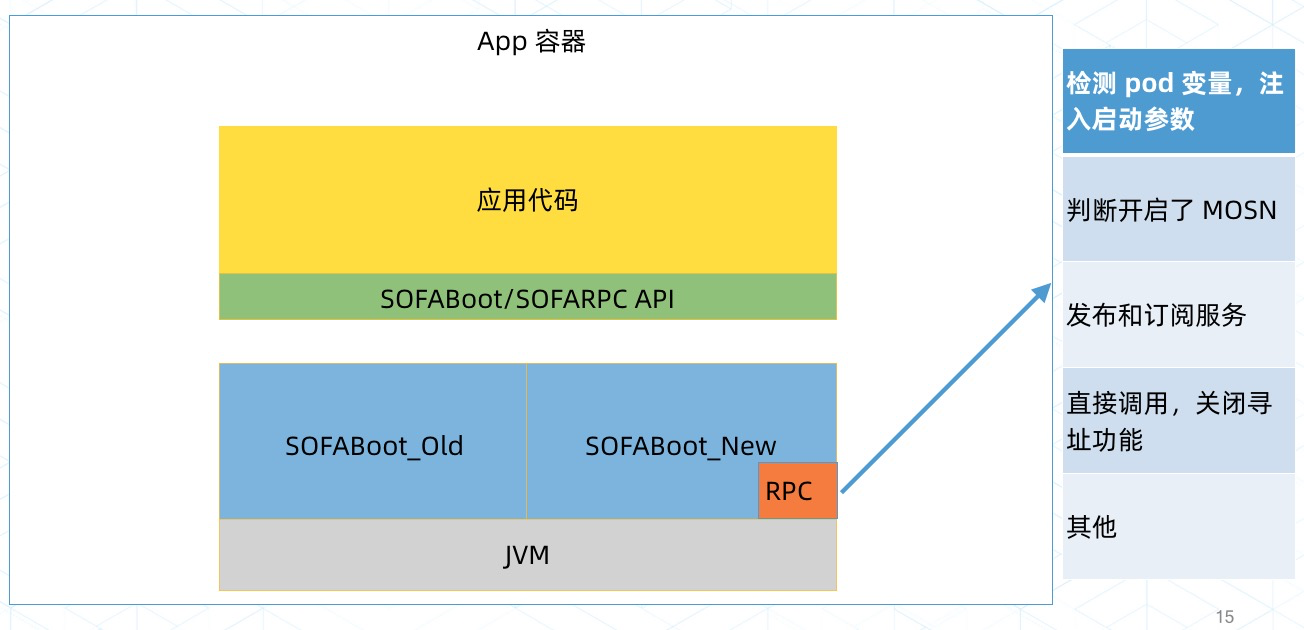 App 容器
应用代码
SOFABoot/SOFARPC API
SOFABoot_Old
SOFABoot_New
RPC
JVM
检测 pod 变量，注
入启动参数
判断开启了 MOSN
发布和订阅服务
直接调用，关闭寻
址功能
其他
15